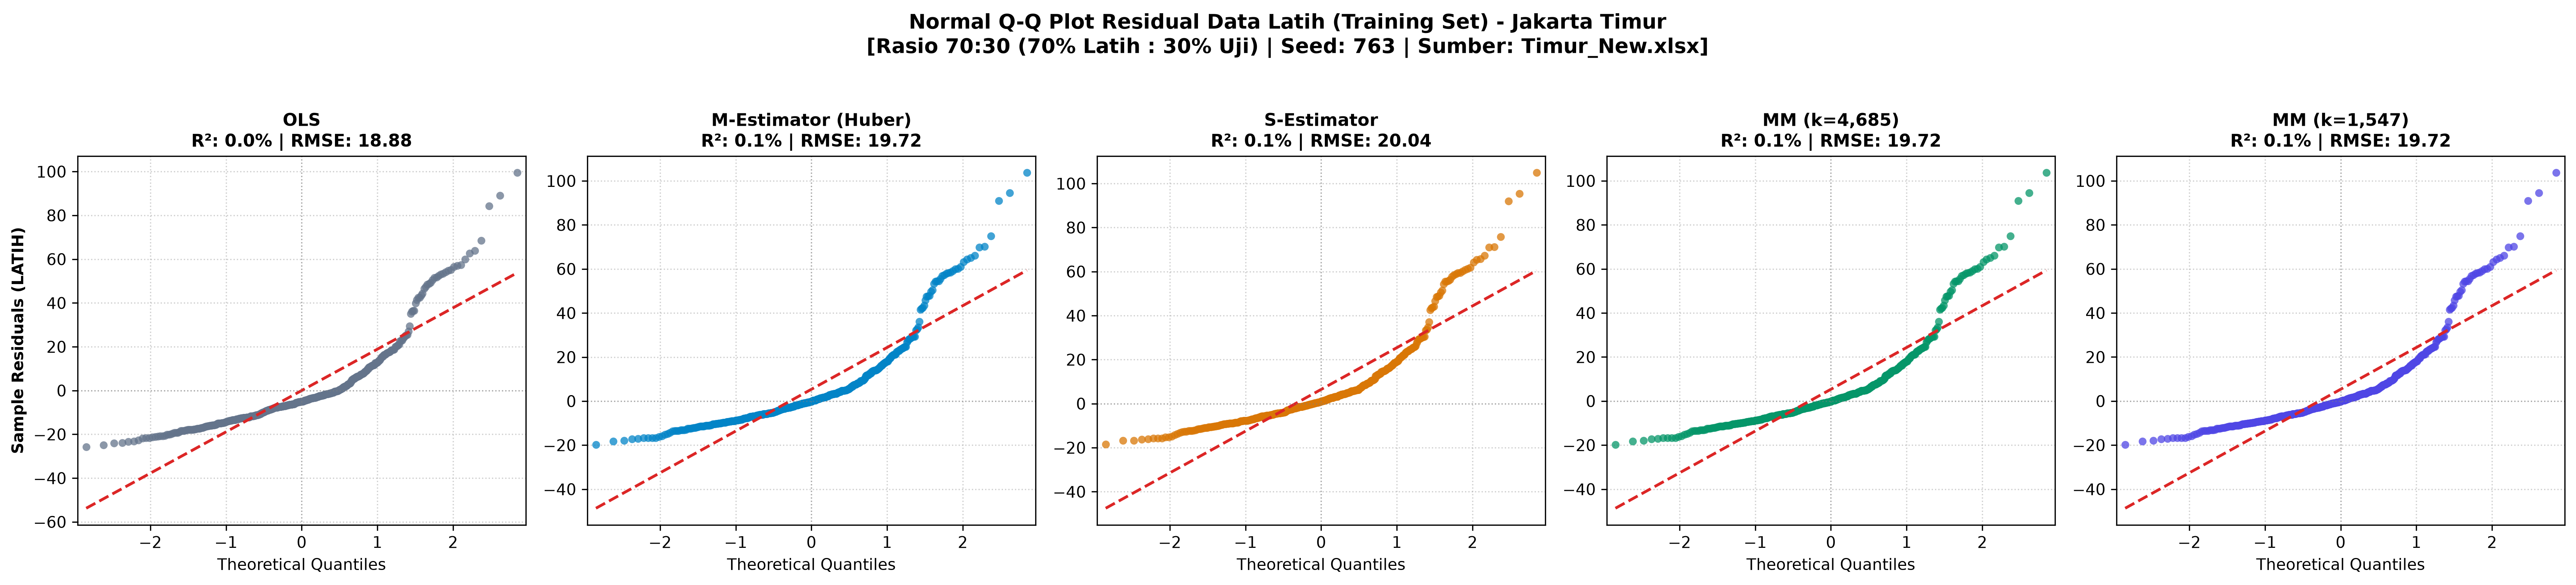 Normal Q-Q Plot Residual Data Latih (Training Set) - Jakarta Timur
[Rasio 70:30 (70% Latih : 30% Uji) | Seed: 763 | Sumber: Timur_New.xlsx]
OLS
R²: 0.0% | RMSE: 18.88
Sample Residuals (LATIH)
100
80
60
40
20
0
−20
−40
−60
−2 −1 0 1 2
Theoretical Quantiles
M-Estimator (Huber)
R²: 0.1% | RMSE: 19.72
100
80
60
40
20
0
−20
−40
−2 −1 0 1 2
Theoretical Quantiles
S-Estimator
R²: 0.1% | RMSE: 20.04
100
80
60
40
20
0
−20
−40
−2 −1 0 1 2
Theoretical Quantiles
MM (k=4,685)
R²: 0.1% | RMSE: 19.72
100
80
60
40
20
0
−20
−40
−2 −1 0 1 2
Theoretical Quantiles
MM (k=1,547)
R²: 0.1% | RMSE: 19.72
100
80
60
40
20
0
−20
−40
−2 −1 0 1 2
Theoretical Quantiles